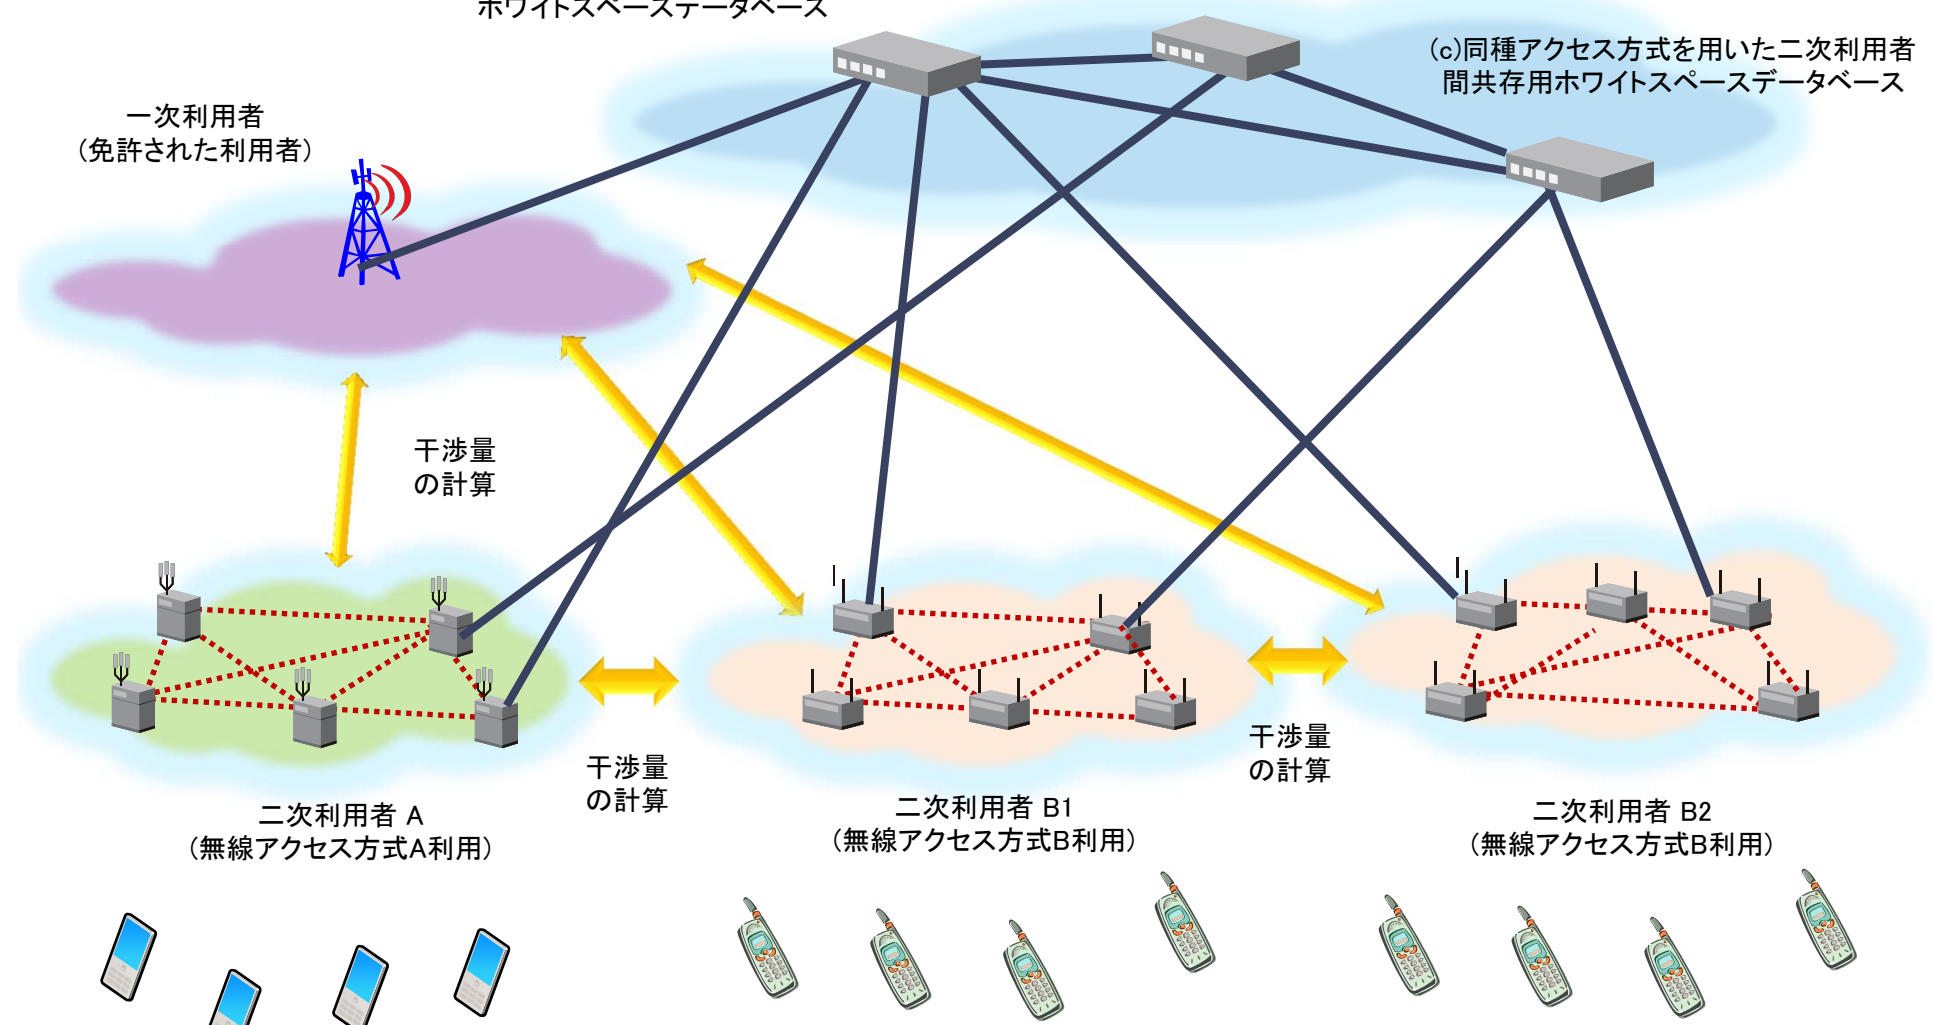 ホワイトスペースデータベース
(c)同種アクセス方式を用いた二次利用者
間共存用ホワイトスペースデータベース
一次利用者
(免許された利用者)
干渉量
の計算
干渉量
の計算
干渉量
の計算
二次利用者 A
(無線アクセス方式A利用)
二次利用者 B1
(無線アクセス方式B利用)
二次利用者 B2
(無線アクセス方式B利用)